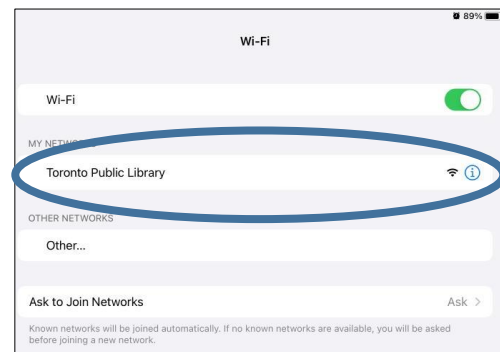 89%
Wi-Fi
Wi-Fi
MY NETWORKS
Toronto Public Library
OTHER NETWORKS
Other...
Ask to Join Networks
Ask
Known networks will be joined automatically. If no known networks are available, you will be asked
before joining a new network.